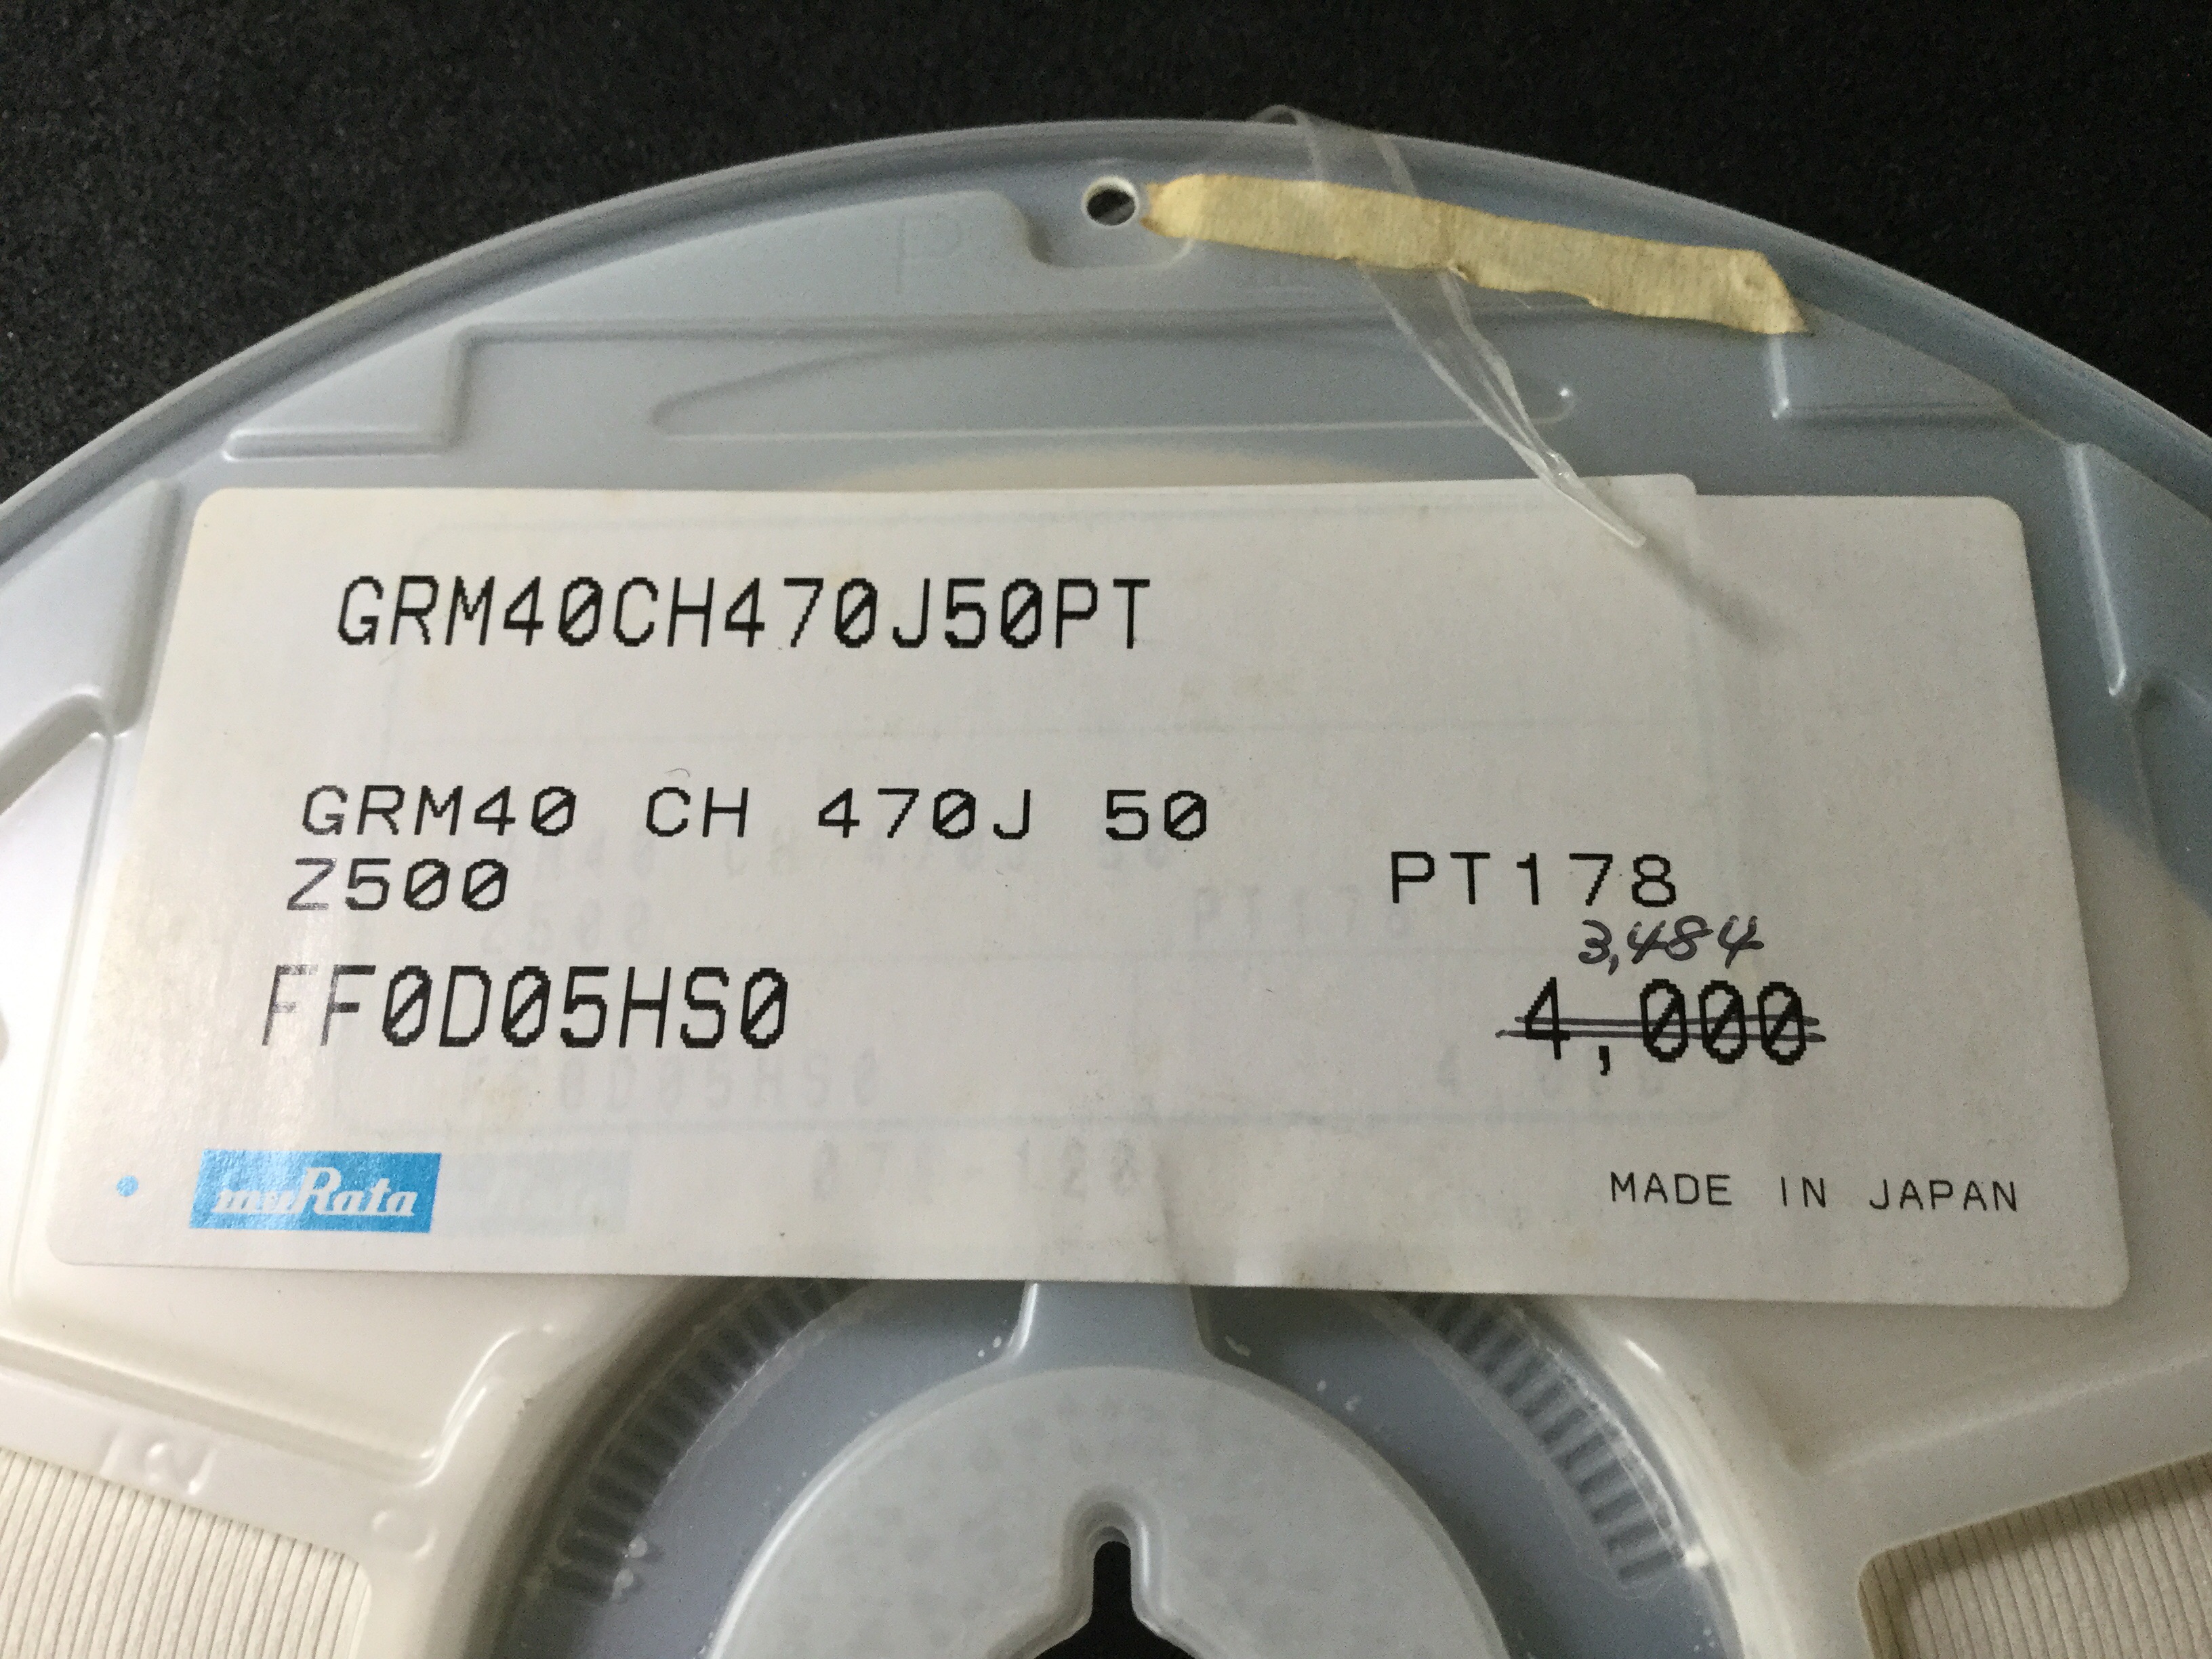 GRM40CH470J50PT
GRM40 CH 470J 50
Z500 PT178
3,484
FF0D05HS0 4,000
muRata MADE IN JAPAN